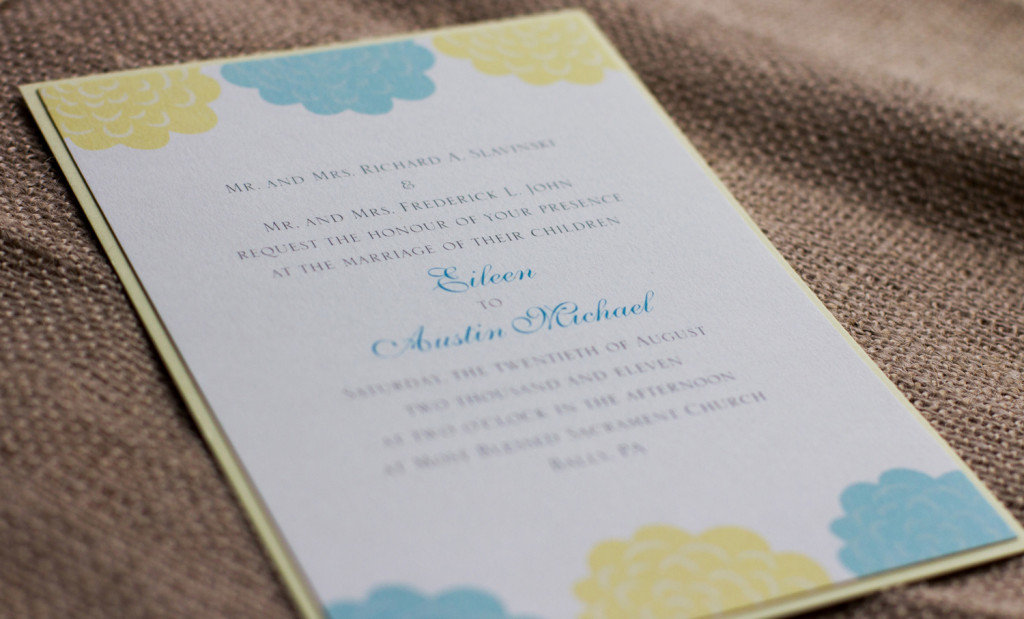 Mr. and Mrs. Richard A. Slavinski
&
Mr. and Mrs. Frederick L. John
request the honour of your presence
at the marriage of their children
Eileen
to
Austin Michael
Saturday, the twentieth of August
two thousand and eleven
at two o'clock in the afternoon
at Most Blessed Sacrament Church
Bally, PA